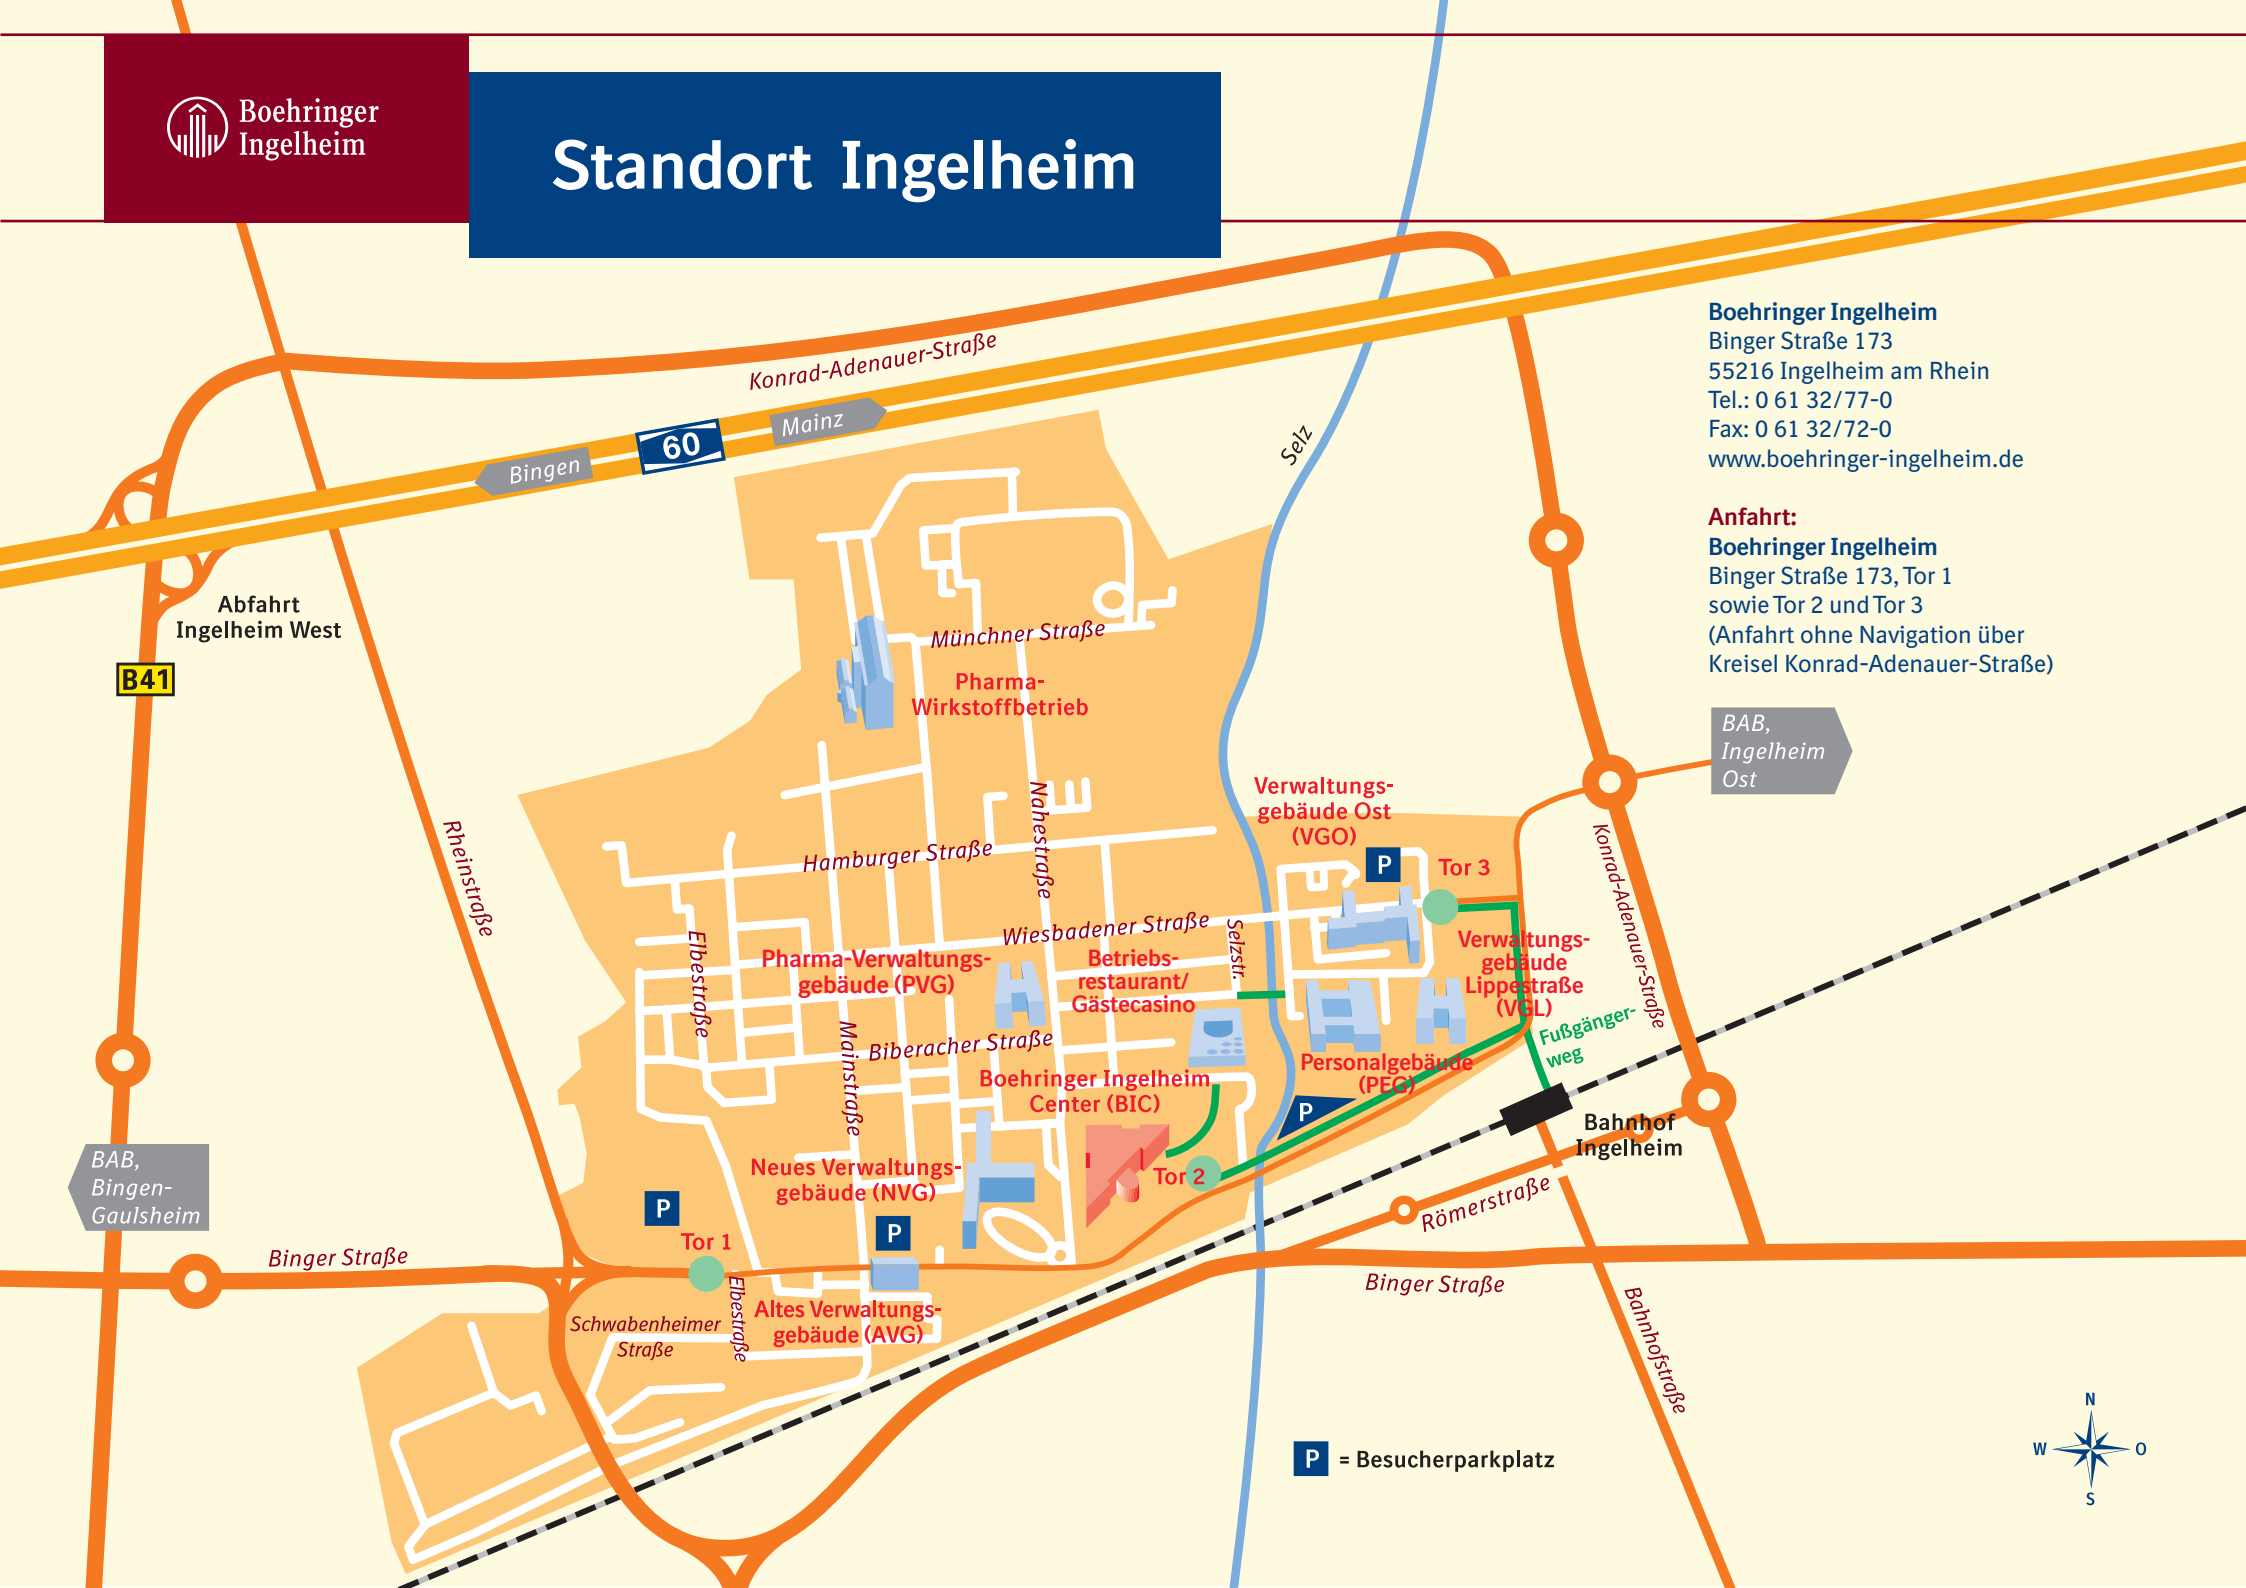 Boehringer
Ingelheim
Standort Ingelheim
Konrad-Adenauer-Straße
Mainz
60
Bingen
Selz
Boehringer Ingelheim
Binger Straße 173
55216 Ingelheim am Rhein
Tel.: 0 61 32/77-0
Fax: 0 61 32/72-0
www.boehringer-ingelheim.de
Anfahrt:
Boehringer Ingelheim
Binger Straße 173, Tor 1
sowie Tor 2 und Tor 3
(Anfahrt ohne Navigation über
Kreisel Konrad-Adenauer-Straße)
BAB,
Ingelheim
Ost
Abfahrt
Ingelheim West
B41
Münchner Straße
Pharma-
Wirkstoffbetrieb
Rheinstraße
Nahestraße
Hamburger Straße
Verwaltungs-
gebäude Ost
(VGO)
P
Tor 3
Konrad-Adenauer-Straße
Wiesbadener Straße
Selzstr.
Elbestraße
Pharma-Verwaltungs-
gebäude (PVG)
Betriebs-
restaurant/
Gästecasino
Verwaltungs-
gebäude
Lippestraße
(VGL)
Fußgänger-
weg
Mainstraße
Biberacher Straße
Boehringer Ingelheim
Center (BIC)
Personalgebäude
(PEG)
P
Bahnhof
Ingelheim
BAB,
Bingen-
Gaulsheim
Neues Verwaltungs-
gebäude (NVG)
Tor 2
Römerstraße
P
P
Tor 1
Binger Straße
Binger Straße
Elbestraße
Altes Verwaltungs-
gebäude (AVG)
Schwabenheimer
Straße
Bahnhofstraße
P = Besucherparkplatz
N
W
O
S